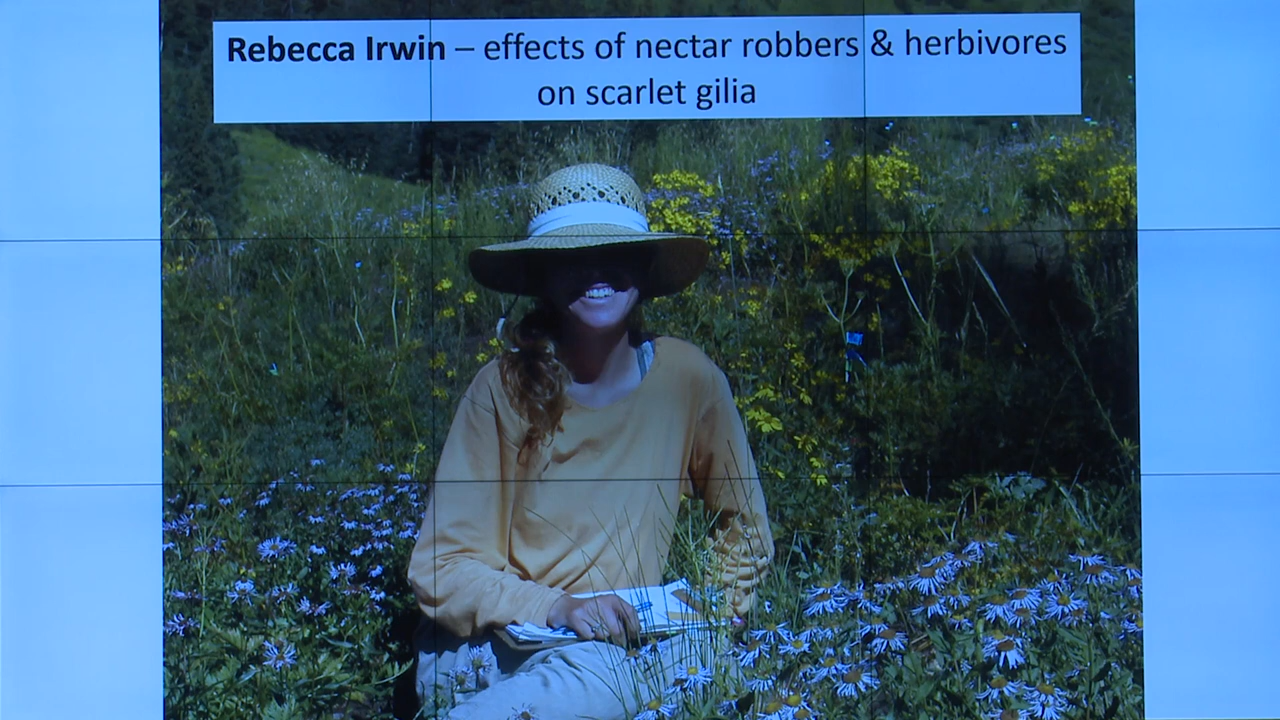 Rebecca Irwin – effects of nectar robbers & herbivores
on scarlet gilia